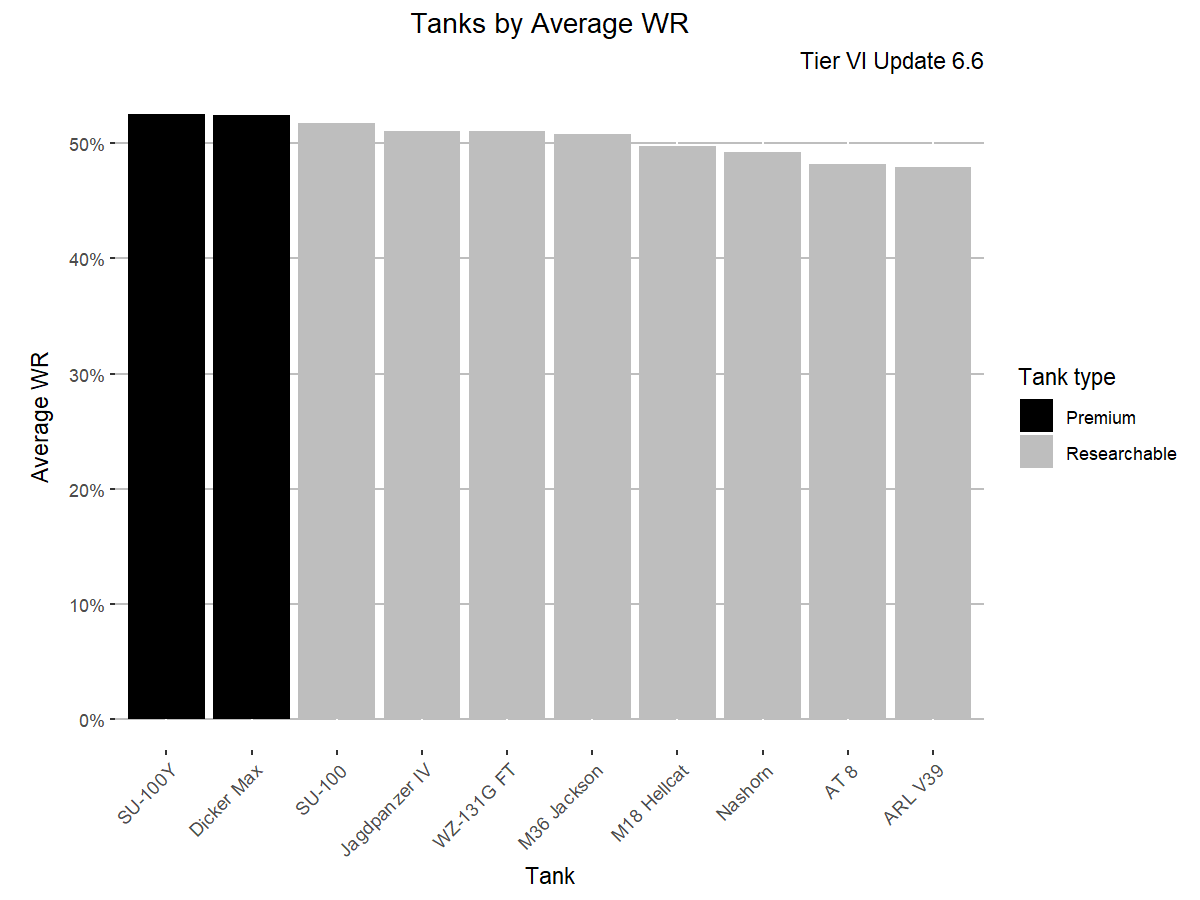 Tanks by Average WR
Tier VI Update 6.6
Average WR
50%
40%
30%
20%
10%
0%
SU-100Y
Dicker Max
SU-100
Jagdpanzer IV
WZ-131G FT
M36 Jackson
M18 Hellcat
Nashorn
AT 8
ARL V39
Tank
Tank type
Premium
Researchable